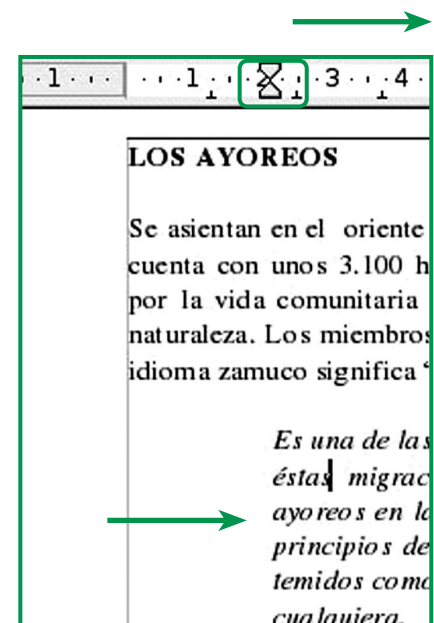 1 1 2 3 4
LOS AYOREOS
Se asientan en el oriente
cuenta con unos 3.100 h
por la vida comunitaria
naturaleza. Los miembros
idioma zamuco significa “
Es una de las
éstas migrac
ayoreos en la
principios de
temidos como
cualquiera.